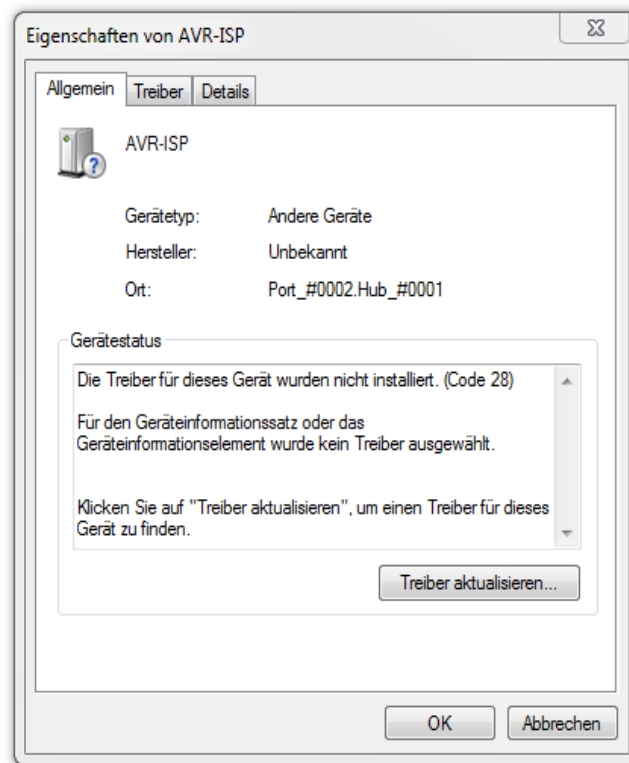 Eigenschaften von AVR-ISP
Allgemein
Treiber
Details
AVR-ISP
Gerätetyp: Andere Geräte
Hersteller: Unbekannt
Ort: Port_#0002.Hub_#0001
Gerätestatus
Die Treiber für dieses Gerät wurden nicht installiert. (Code 28)
Für den Geräteinformationssatz oder das
Geräteinformationselement wurde kein Treiber ausgewählt.
Klicken Sie auf "Treiber aktualisieren", um einen Treiber für dieses
Gerät zu finden.
Treiber aktualisieren...
OK
Abbrechen